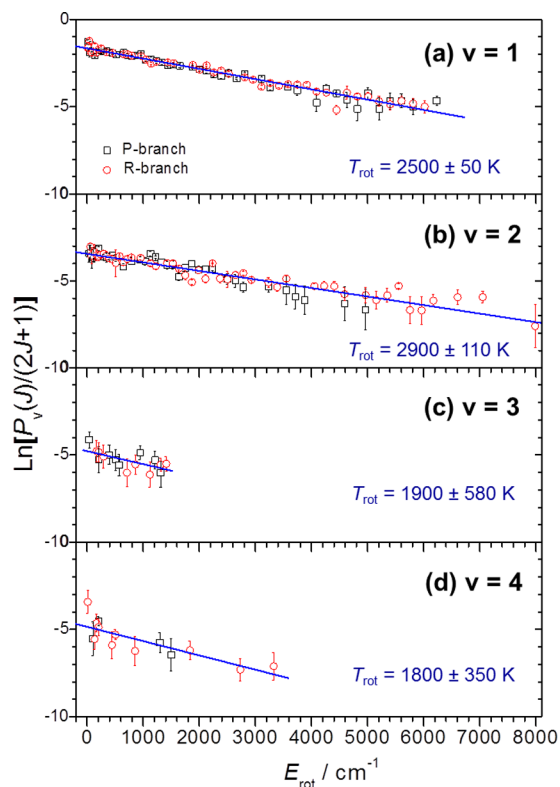 0
(a) v = 1
-5
P-branch
R-branch
T_rot = 2500 ± 50 K
-10
(b) v = 2
-5
T_rot = 2900 ± 110 K
-10
(c) v = 3
-5
T_rot = 1900 ± 580 K
-10
(d) v = 4
-5
T_rot = 1800 ± 350 K
-10
0 1000 2000 3000 4000 5000 6000 7000 8000
E_rot / cm⁻¹
Ln[P_v(J)/(2J+1)]